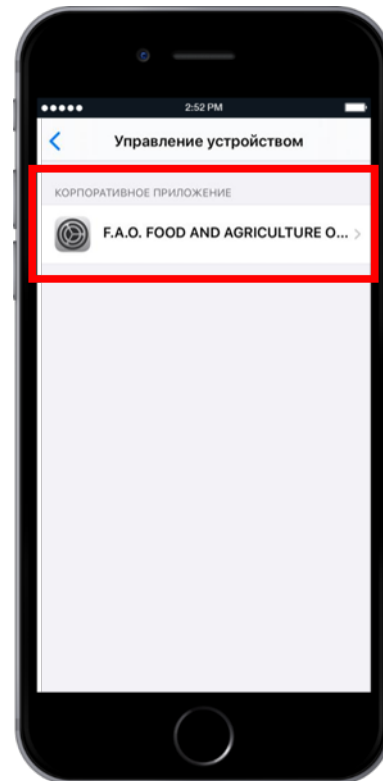 2:52 PM
Управление устройством
КОРПОРАТИВНОЕ ПРИЛОЖЕНИЕ
F.A.O. FOOD AND AGRICULTURE O...